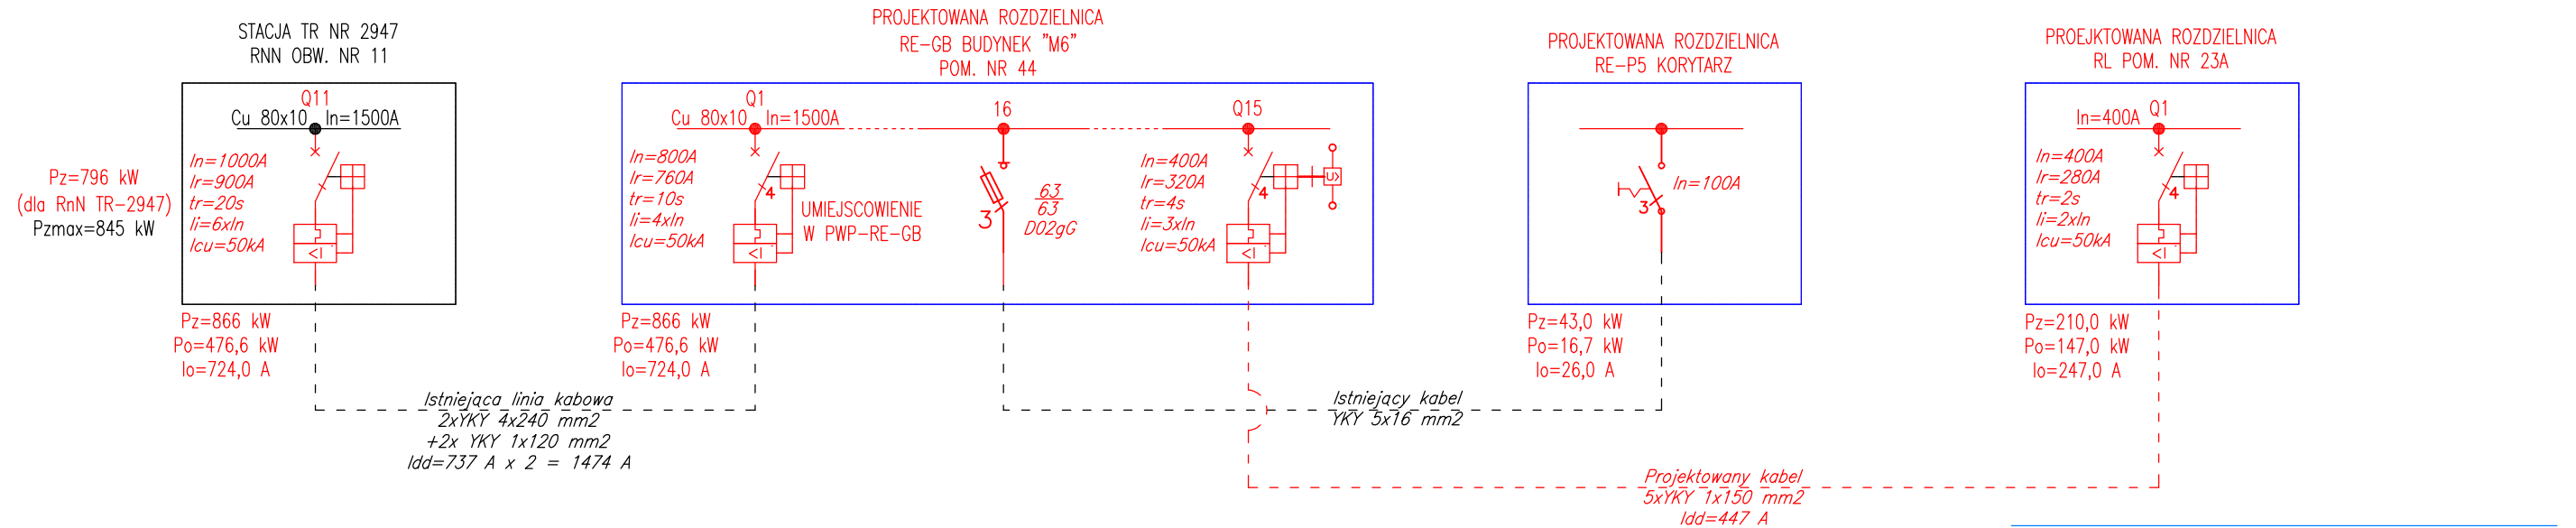 STACJA TR NR 2947
RNN OBW. NR 11
Q11
Cu 80x10 In=1500A
In=1000A
Ir=900A
tr=20s
Ii=6xIn
Icu=50kA
<I
Pz=796 kW
(dla RnN TR-2947)
Pzmax=845 kW
Pz=866 kW
Po=476,6 kW
Io=724,0 A
Istniejąca linia kabowa
2xYKY 4x240 mm2
+2x YKY 1x120 mm2
Idd=737 A x 2 = 1474 A
PROJEKTOWANA ROZDZIELNICA
RE-GB BUDYNEK "M6"
POM. NR 44
Q1
Cu 80x10 In=1500A
In=800A
Ir=760A
tr=10s
Ii=4xIn
Icu=50kA
4
<I
UMIEJSCOWIENIE
W PWP-RE-GB
16
3
63
63
D02gG
Q15
In=400A
Ir=320A
tr=4s
Ii=3xIn
Icu=50kA
4
<I
U>
Pz=866 kW
Po=476,6 kW
Io=724,0 A
Istniejący kabel
YKY 5x16 mm2
PROJEKTOWANA ROZDZIELNICA
RE-P5 KORYTARZ
In=100A
3
Pz=43,0 kW
Po=16,7 kW
Io=26,0 A
Projektowany kabel
5xYKY 1x150 mm2
Idd=447 A
PROEJKTOWANA ROZDZIELNICA
RL POM. NR 23A
In=400A Q1
In=400A
Ir=280A
tr=2s
Ii=2xIn
Icu=50kA
4
<I
Pz=210,0 kW
Po=147,0 kW
Io=247,0 A